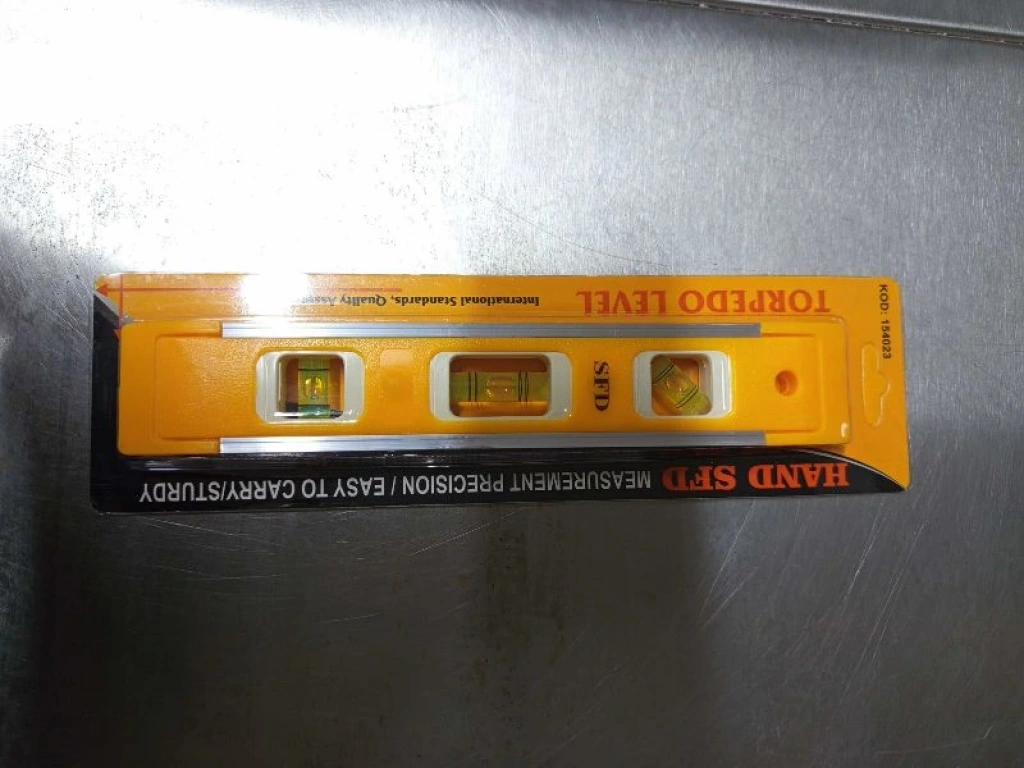 HAND SFD MEASUREMENT PRECISION / EASY TO CARRY/STURDY
SFD
TORPEDO LEVEL International Standards, Quality
KOD: 154023